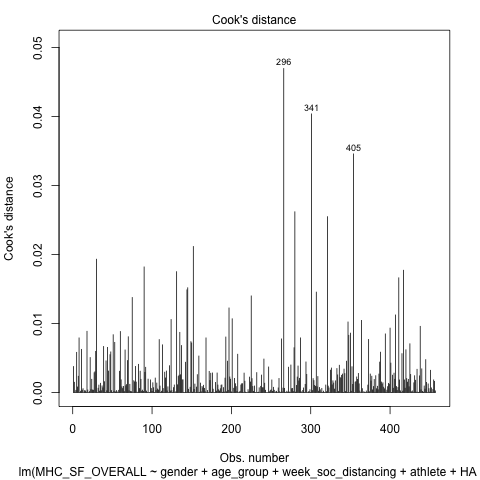 Cook's distance
0.05
0.04
0.03
0.02
0.01
0.00
Cook's distance
296
341
405
0 100 200 300 400
Obs. number
lm(MHC_SF_OVERALL ~ gender + age_group + week_soc_distancing + athlete + HA